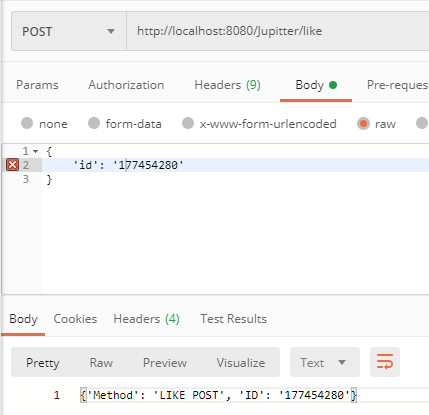 POST http://localhost:8080/Jupitter/like
Params Authorization Headers (9) Body Pre-reques
none form-data x-www-form-urlencoded raw
1 {
2 'id': '177454280'
3 }
Body Cookies Headers (4) Test Results
Pretty Raw Preview Visualize Text
1 {'Method': 'LIKE POST', 'ID': '177454280'}